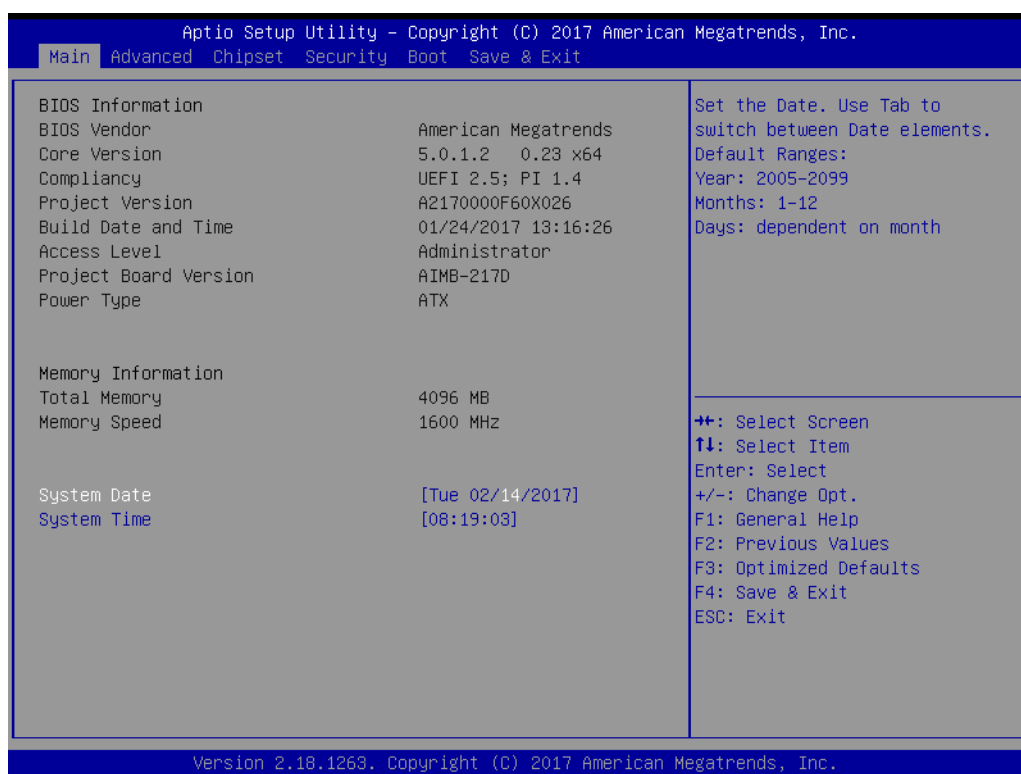 Aptio Setup Utility – Copyright (C) 2017 American Megatrends, Inc.
Main Advanced Chipset Security Boot Save & Exit
BIOS Information
BIOS Vendor American Megatrends
Core Version 5.0.1.2 0.23 x64
Compliancy UEFI 2.5; PI 1.4
Project Version A2170000F60X026
Build Date and Time 01/24/2017 13:16:26
Access Level Administrator
Project Board Version AIMB-217D
Power Type ATX
Memory Information
Total Memory 4096 MB
Memory Speed 1600 MHz
System Date [Tue 02/14/2017]
System Time [08:19:03]
Set the Date. Use Tab to
switch between Date elements.
Default Ranges:
Year: 2005-2099
Months: 1-12
Days: dependent on month
→←: Select Screen
↑↓: Select Item
Enter: Select
+/-: Change Opt.
F1: General Help
F2: Previous Values
F3: Optimized Defaults
F4: Save & Exit
ESC: Exit
Version 2.18.1263. Copyright (C) 2017 American Megatrends, Inc.